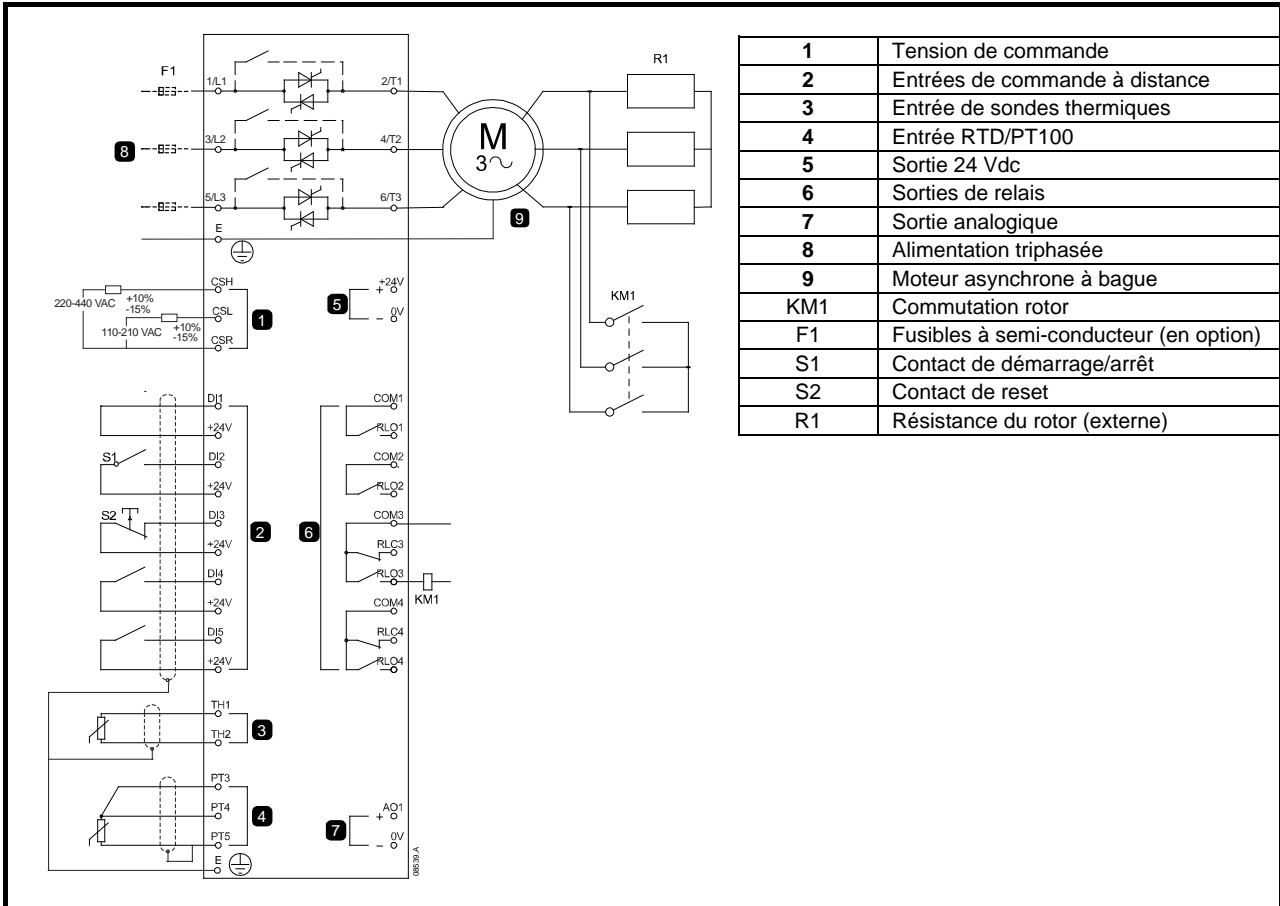 F1
1/L1
2/T1
3/L2
4/T2
8
5/L3
6/T3
E
M
3
9
R1
KM1
CSH
220-440 VAC +10% -15%
CSL
110-210 VAC +10% -15%
CSR
1
+24V
5 + -
0V
DI1
+24V
S1 DI2
+24V
S2 DI3
+24V
DI4
+24V
DI5
+24V
2
COM1
RLO1
COM2
RLO2
COM3
RLC3
RLO3
KM1
COM4
RLC4
RLO4
6
TH1
TH2
3
PT3
PT4
PT5
E
4
AO1
7 + -
0V
08539.A
1 Tension de commande
2 Entrées de commande à distance
3 Entrée de sondes thermiques
4 Entrée RTD/PT100
5 Sortie 24 Vdc
6 Sorties de relais
7 Sortie analogique
8 Alimentation triphasée
9 Moteur asynchrone à bague
KM1 Commutation rotor
F1 Fusibles à semi-conducteur (en option)
S1 Contact de démarrage/arrêt
S2 Contact de reset
R1 Résistance du rotor (externe)